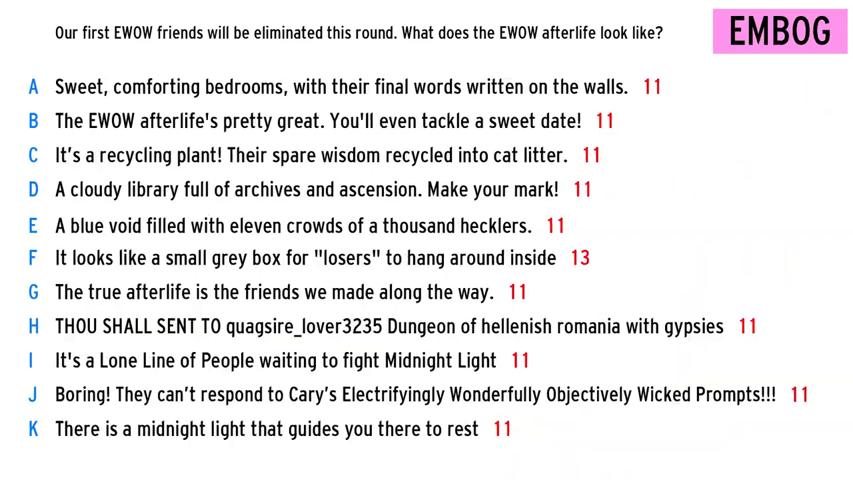 Our first EWOW friends will be eliminated this round. What does the EWOW afterlife look like?
EMBOG
A Sweet, comforting bedrooms, with their final words written on the walls. 11
B The EWOW afterlife's pretty great. You'll even tackle a sweet date! 11
C It's a recycling plant! Their spare wisdom recycled into cat litter. 11
D A cloudy library full of archives and ascension. Make your mark! 11
E A blue void filled with eleven crowds of a thousand hecklers. 11
F It looks like a small grey box for "losers" to hang around inside 13
G The true afterlife is the friends we made along the way. 11
H THOU SHALL SENT TO quagsire_lover3235 Dungeon of hellenish romania with gypsies 11
I It's a Lone Line of People waiting to fight Midnight Light 11
J Boring! They can't respond to Cary's Electrifyingly Wonderfully Objectively Wicked Prompts!!! 11
K There is a midnight light that guides you there to rest 11